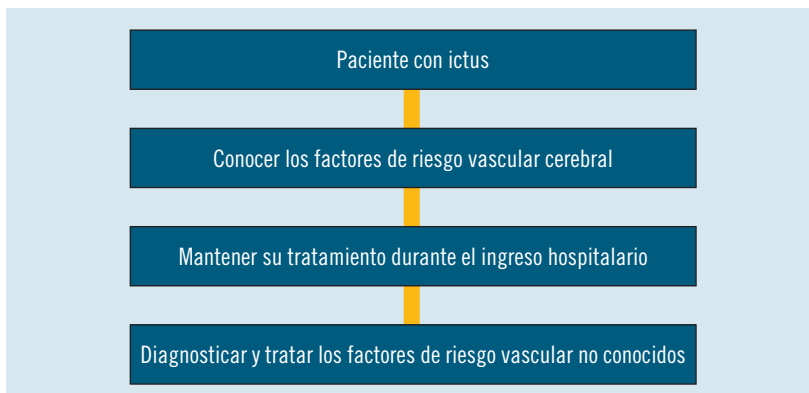 Paciente con ictus
Conocer los factores de riesgo vascular cerebral
Mantener su tratamiento durante el ingreso hospitalario
Diagnosticar y tratar los factores de riesgo vascular no conocidos